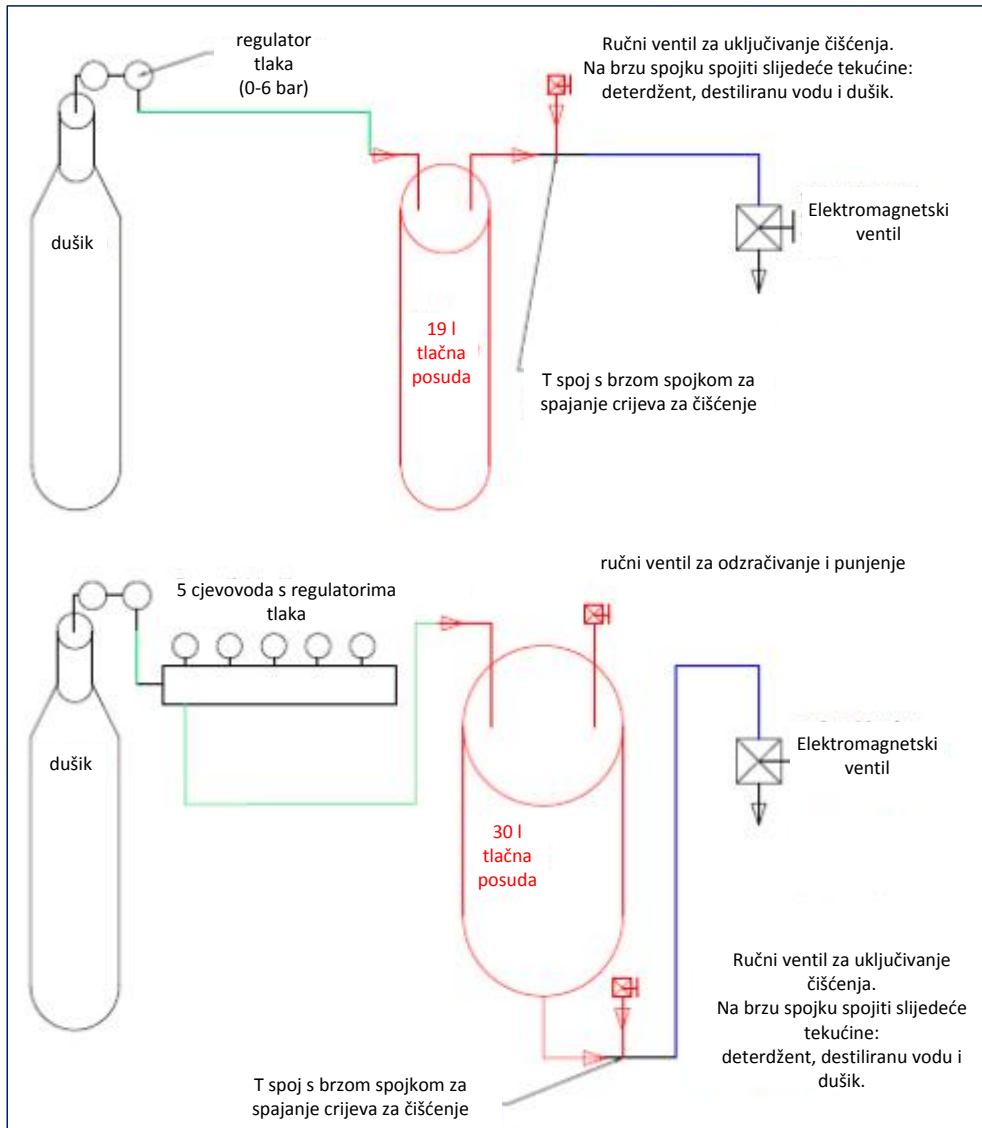 regulator
tlaka
(0-6 bar)
Ručni ventil za uključivanje čišćenja.
Na brzu spojku spojiti slijedeće tekućine:
deterdžent, destiliranu vodu i dušik.
dušik
Elektromagnetski
ventil
19 l
tlačna
posuda
T spoj s brzom spojkom za
spajanje crijeva za čišćenje
ručni ventil za odzračivanje i punjenje
5 cjevovoda s regulatorima
tlaka
dušik
Elektromagnetski
ventil
30 l
tlačna
posuda
Ručni ventil za uključivanje
čišćenja.
Na brzu spojku spojiti slijedeće
tekućine:
deterdžent, destiliranu vodu i
dušik.
T spoj s brzom spojkom za
spajanje crijeva za čišćenje